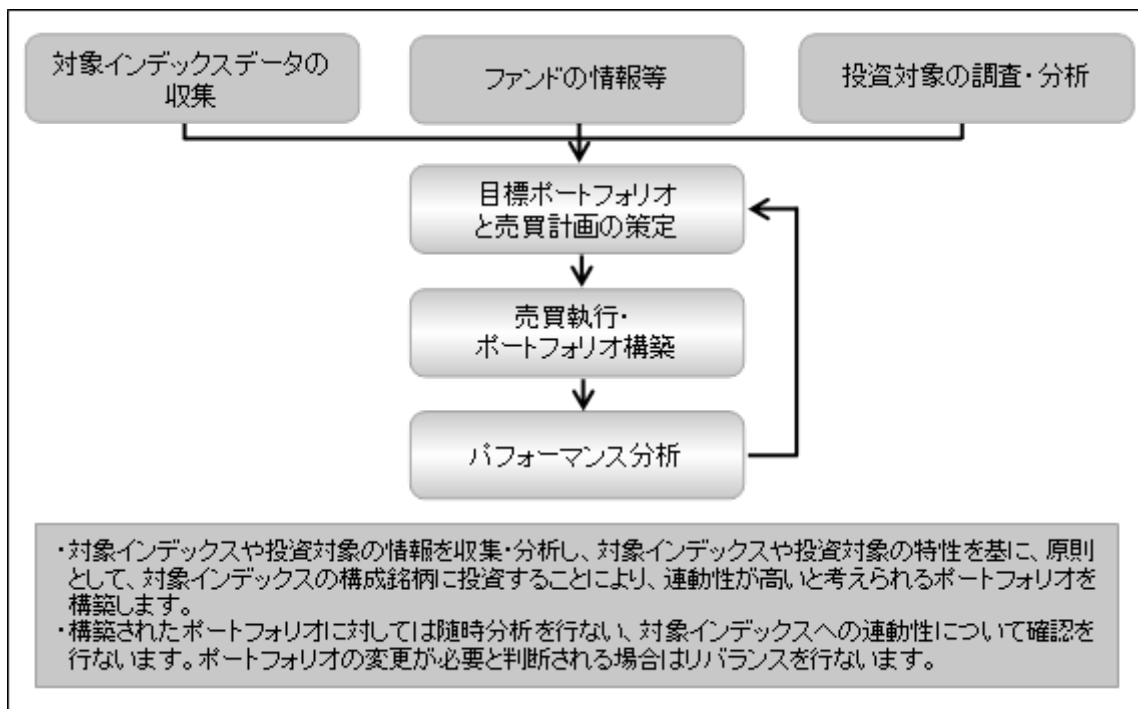 対象インデックスデータの
収集
ファンドの情報等
投資対象の調査・分析
目標ポートフォリオ
と売買計画の策定
売買執行・
ポートフォリオ構築
パフォーマンス分析
・対象インデックスや投資対象の情報を収集・分析し、対象インデックスや投資対象の特性を基に、原則
として、対象インデックスの構成銘柄に投資することにより、連動性が高いと考えられるポートフォリオを
構築します。
・構築されたポートフォリオに対しては随時分析を行ない、対象インデックスへの連動性について確認を
行ないます。ポートフォリオの変更が必要と判断される場合はリバランスを行ないます。